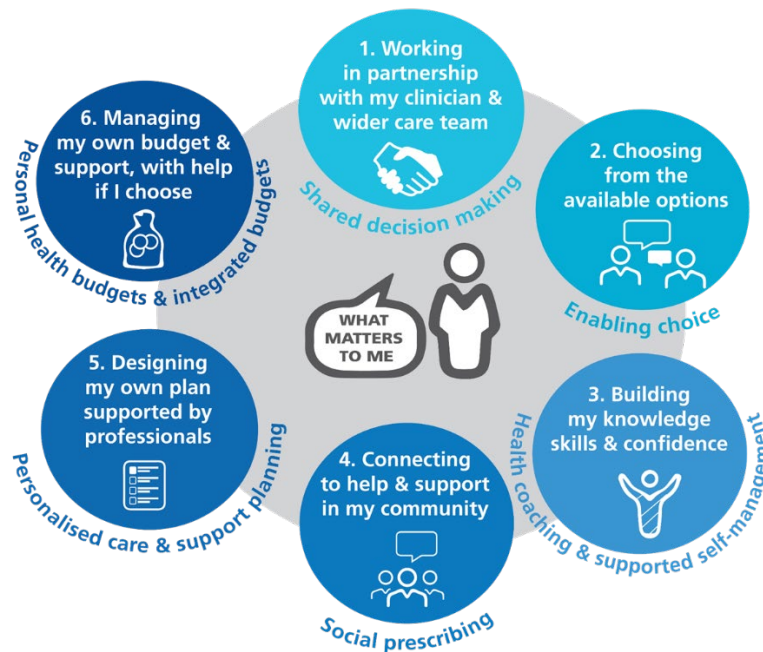 1. Working
in partnership
with my clinician &
wider care team
Shared decision making
2. Choosing
from the
available options
Enabling choice
3. Building
my knowledge
skills & confidence
Health coaching & supported self-management
4. Connecting
to help & support
in my community
Social prescribing
5. Designing
my own plan
supported by
professionals
Personalised care & support planning
6. Managing
my own budget &
support, with help
if I choose
Personal health budgets & integrated budgets
WHAT
MATTERS
TO ME